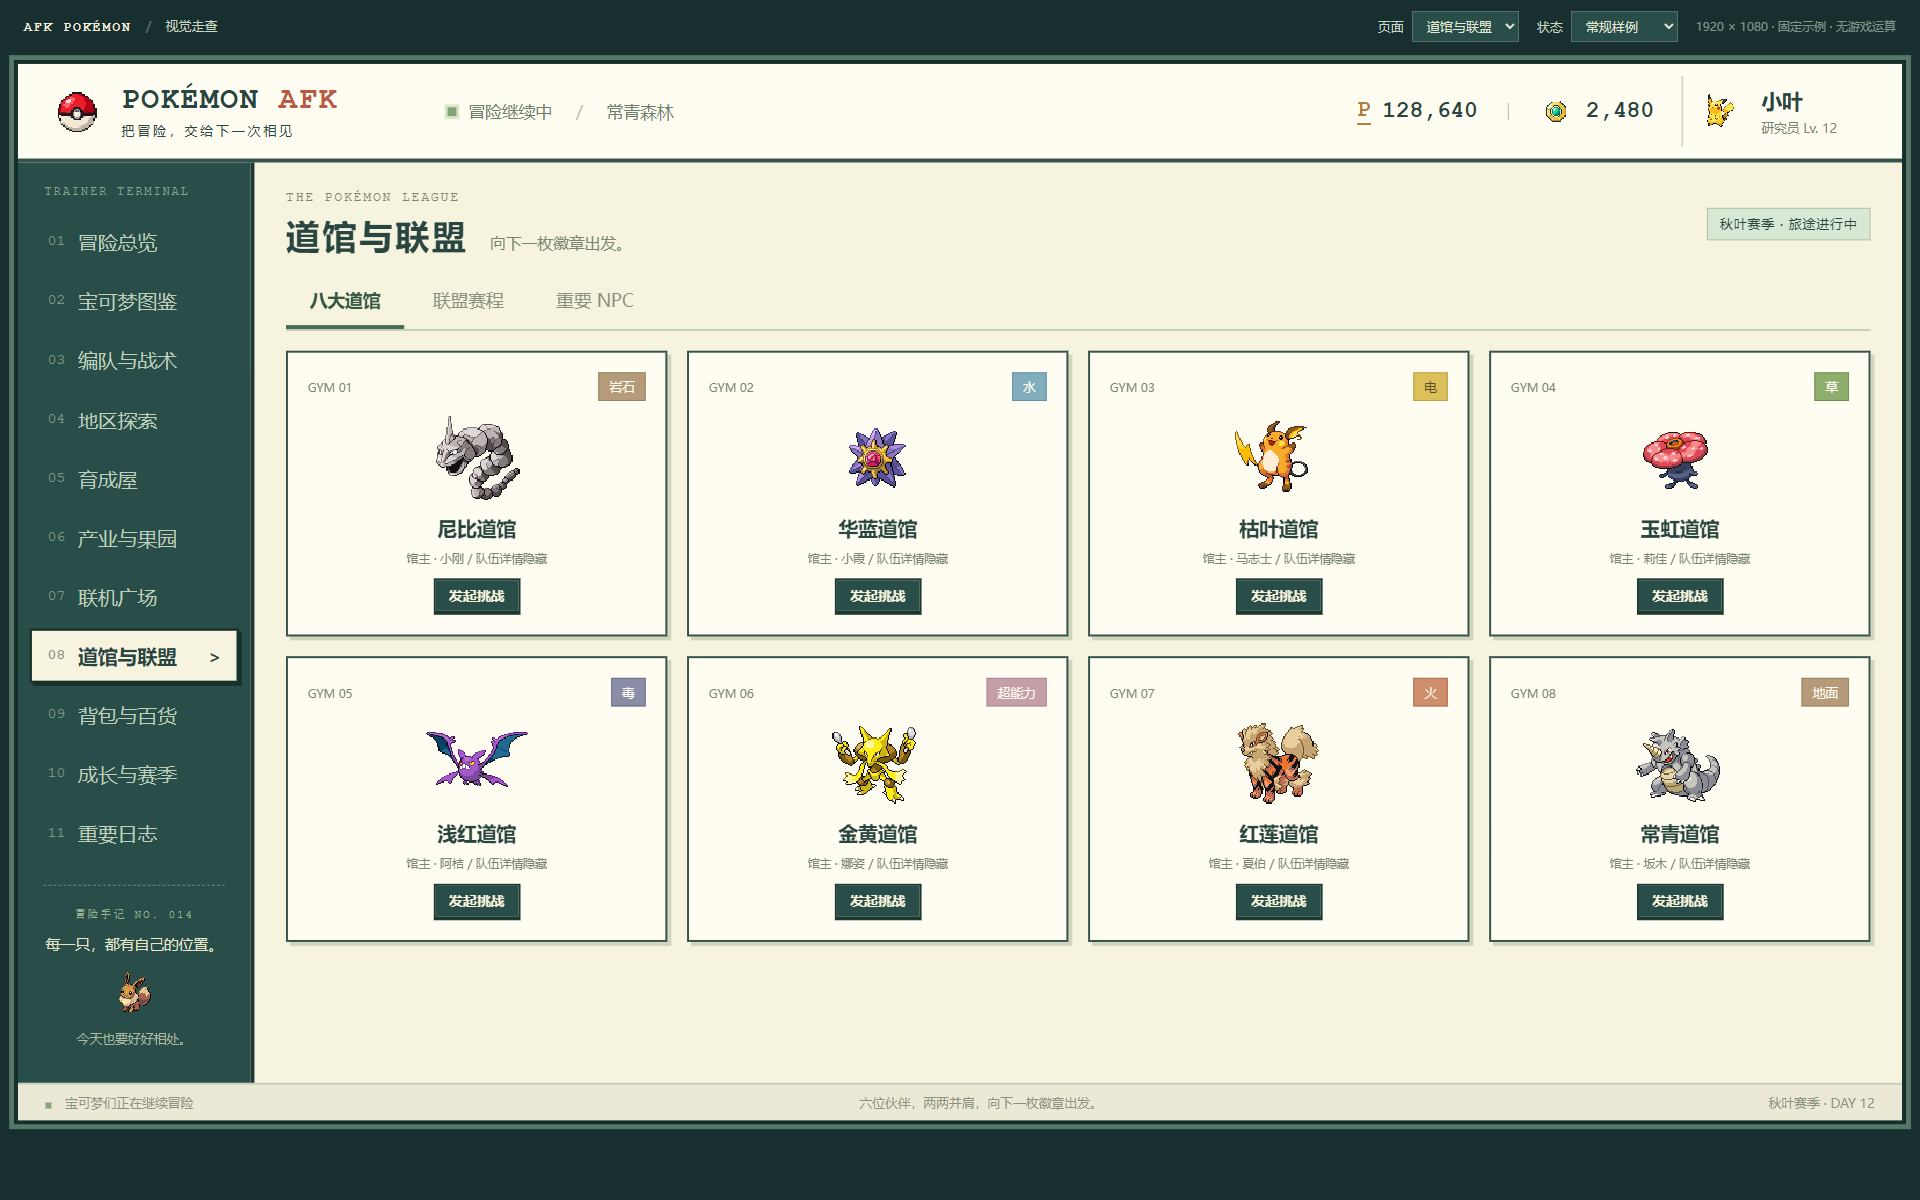 AFK POKÉMON / 视觉走查
页面 道馆与联盟 状态 常规样例 1920 × 1080 · 固定示例 · 无游戏运算
POKÉMON AFK
把冒险，交给下一次相见
冒险继续中 / 常青森林
P 128,640 | 2,480
小叶
研究员 Lv. 12
TRAINER TERMINAL
01 冒险总览
02 宝可梦图鉴
03 编队与战术
04 地区探索
05 育成屋
06 产业与果园
07 联机广场
08 道馆与联盟 >
09 背包与百货
10 成长与赛季
11 重要日志
冒险手记 NO. 014
每一只，都有自己的位置。
今天也要好好相处。
THE POKÉMON LEAGUE
道馆与联盟 向下一枚徽章出发。
秋叶赛季 · 旅途进行中
八大道馆 联盟赛程 重要 NPC
GYM 01 岩石
尼比道馆
馆主 · 小刚 / 队伍详情隐藏
发起挑战
GYM 02 水
华蓝道馆
馆主 · 小霞 / 队伍详情隐藏
发起挑战
GYM 03 电
枯叶道馆
馆主 · 马志士 / 队伍详情隐藏
发起挑战
GYM 04 草
玉虹道馆
馆主 · 莉佳 / 队伍详情隐藏
发起挑战
GYM 05 毒
浅红道馆
馆主 · 阿桔 / 队伍详情隐藏
发起挑战
GYM 06 超能力
金黄道馆
馆主 · 娜姿 / 队伍详情隐藏
发起挑战
GYM 07 火
红莲道馆
馆主 · 夏伯 / 队伍详情隐藏
发起挑战
GYM 08 地面
常青道馆
馆主 · 坂木 / 队伍详情隐藏
发起挑战
宝可梦们正在继续冒险
六位伙伴，两两并肩，向下一枚徽章出发。
秋叶赛季 · DAY 12